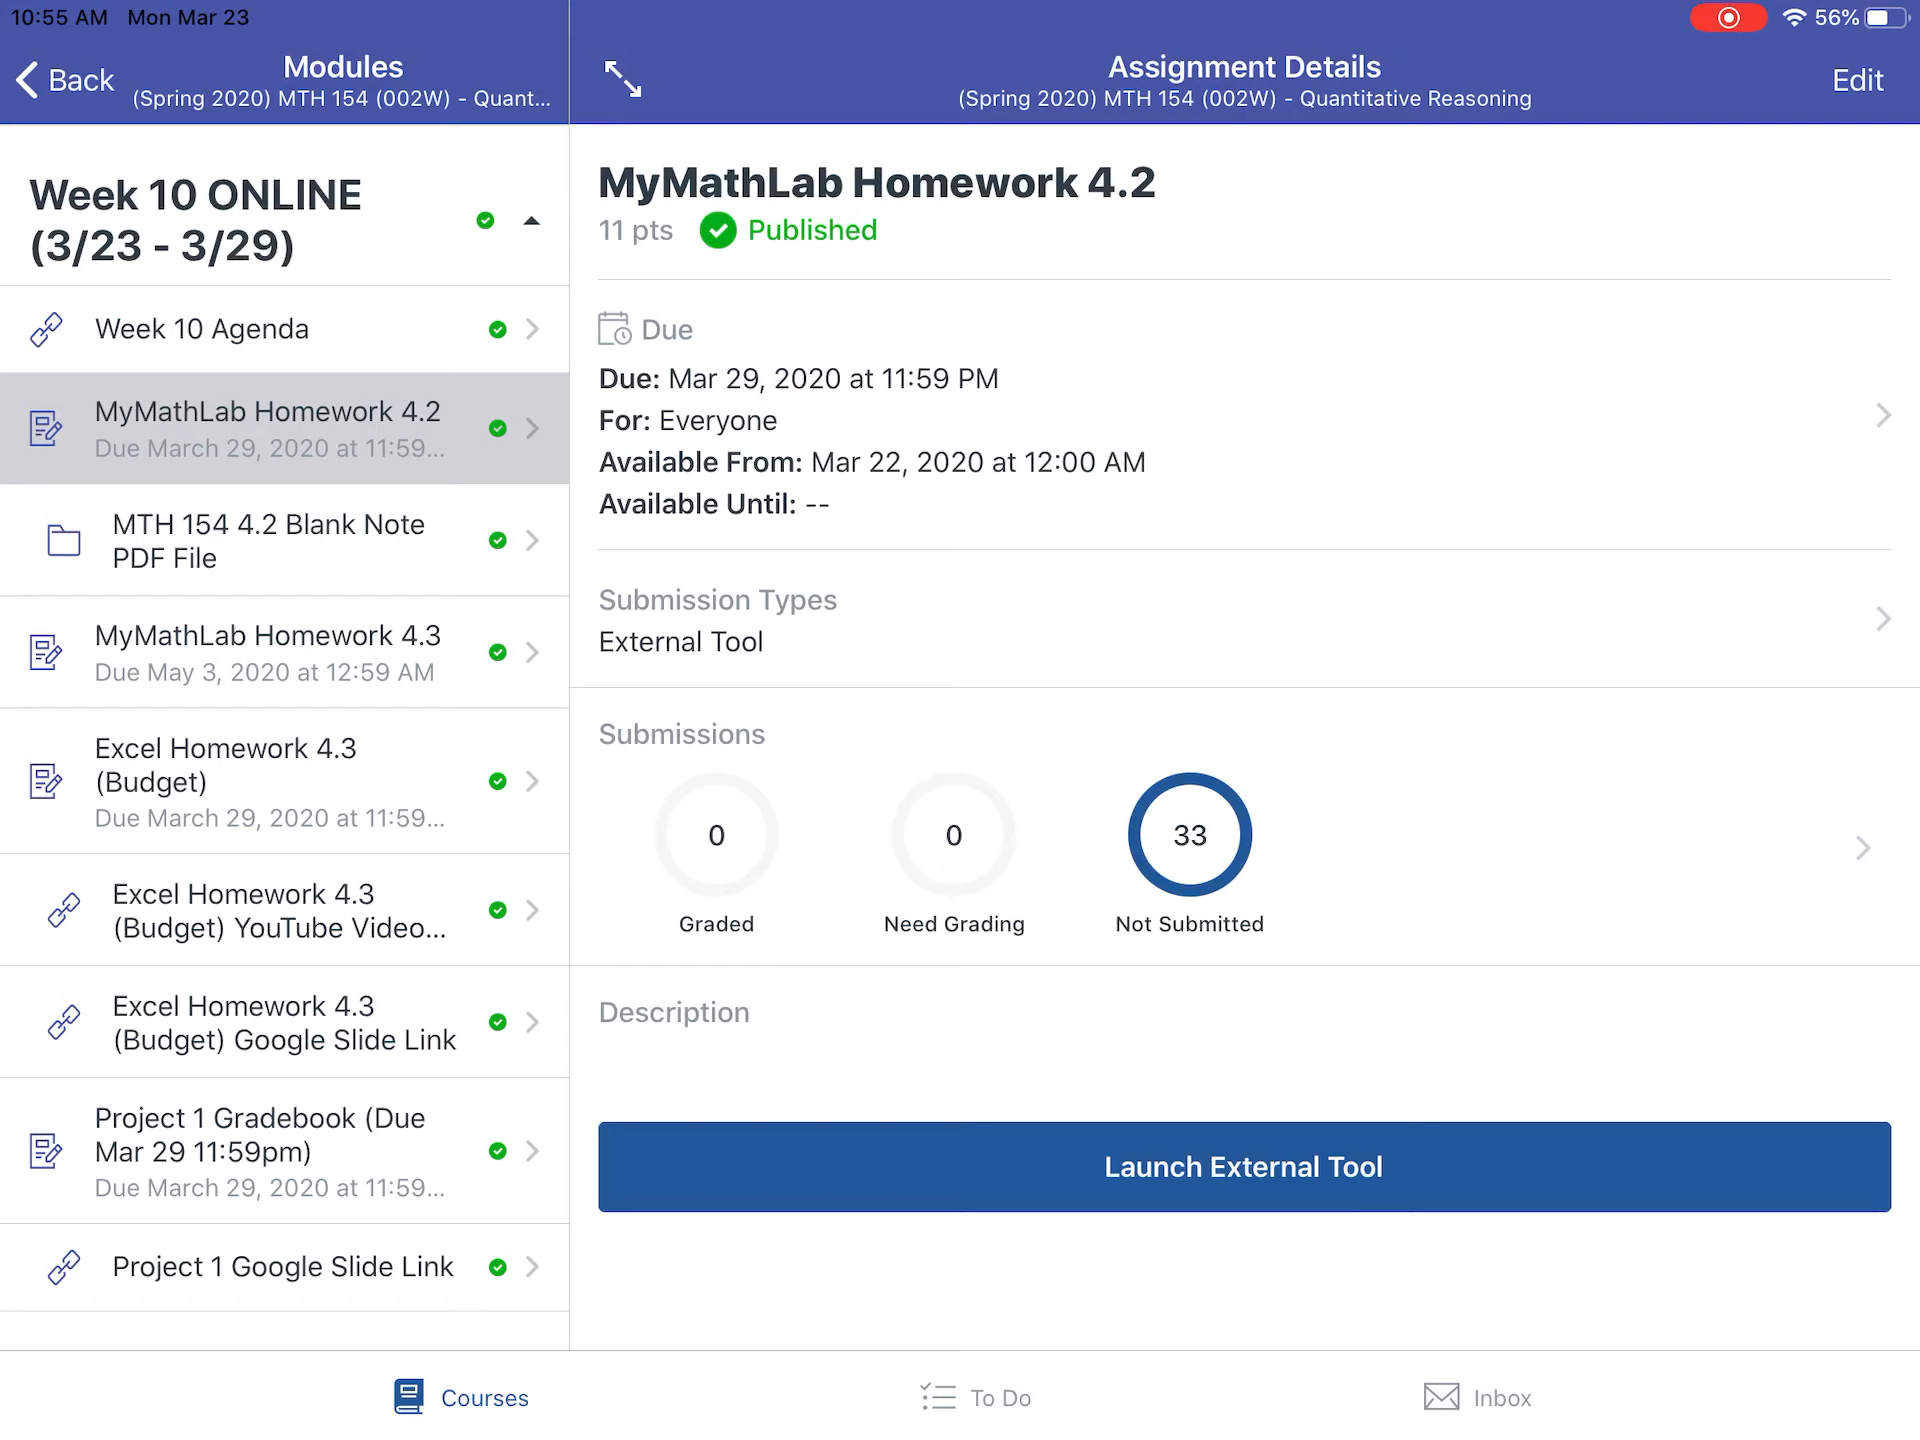 10:55 AM Mon Mar 23
56%
Back
Modules
(Spring 2020) MTH 154 (002W) - Quant...
Assignment Details
(Spring 2020) MTH 154 (002W) - Quantitative Reasoning
Edit
Week 10 ONLINE
(3/23 - 3/29)
Week 10 Agenda
MyMathLab Homework 4.2
Due March 29, 2020 at 11:59...
MTH 154 4.2 Blank Note
PDF File
MyMathLab Homework 4.3
Due May 3, 2020 at 12:59 AM
Excel Homework 4.3
(Budget)
Due March 29, 2020 at 11:59...
Excel Homework 4.3
(Budget) YouTube Video...
Excel Homework 4.3
(Budget) Google Slide Link
Project 1 Gradebook (Due
Mar 29 11:59pm)
Due March 29, 2020 at 11:59...
Project 1 Google Slide Link
MyMathLab Homework 4.2
11 pts Published
Due
Due: Mar 29, 2020 at 11:59 PM
For: Everyone
Available From: Mar 22, 2020 at 12:00 AM
Available Until: --
Submission Types
External Tool
Submissions
0 0 33
Graded Need Grading Not Submitted
Description
Launch External Tool
Courses To Do Inbox